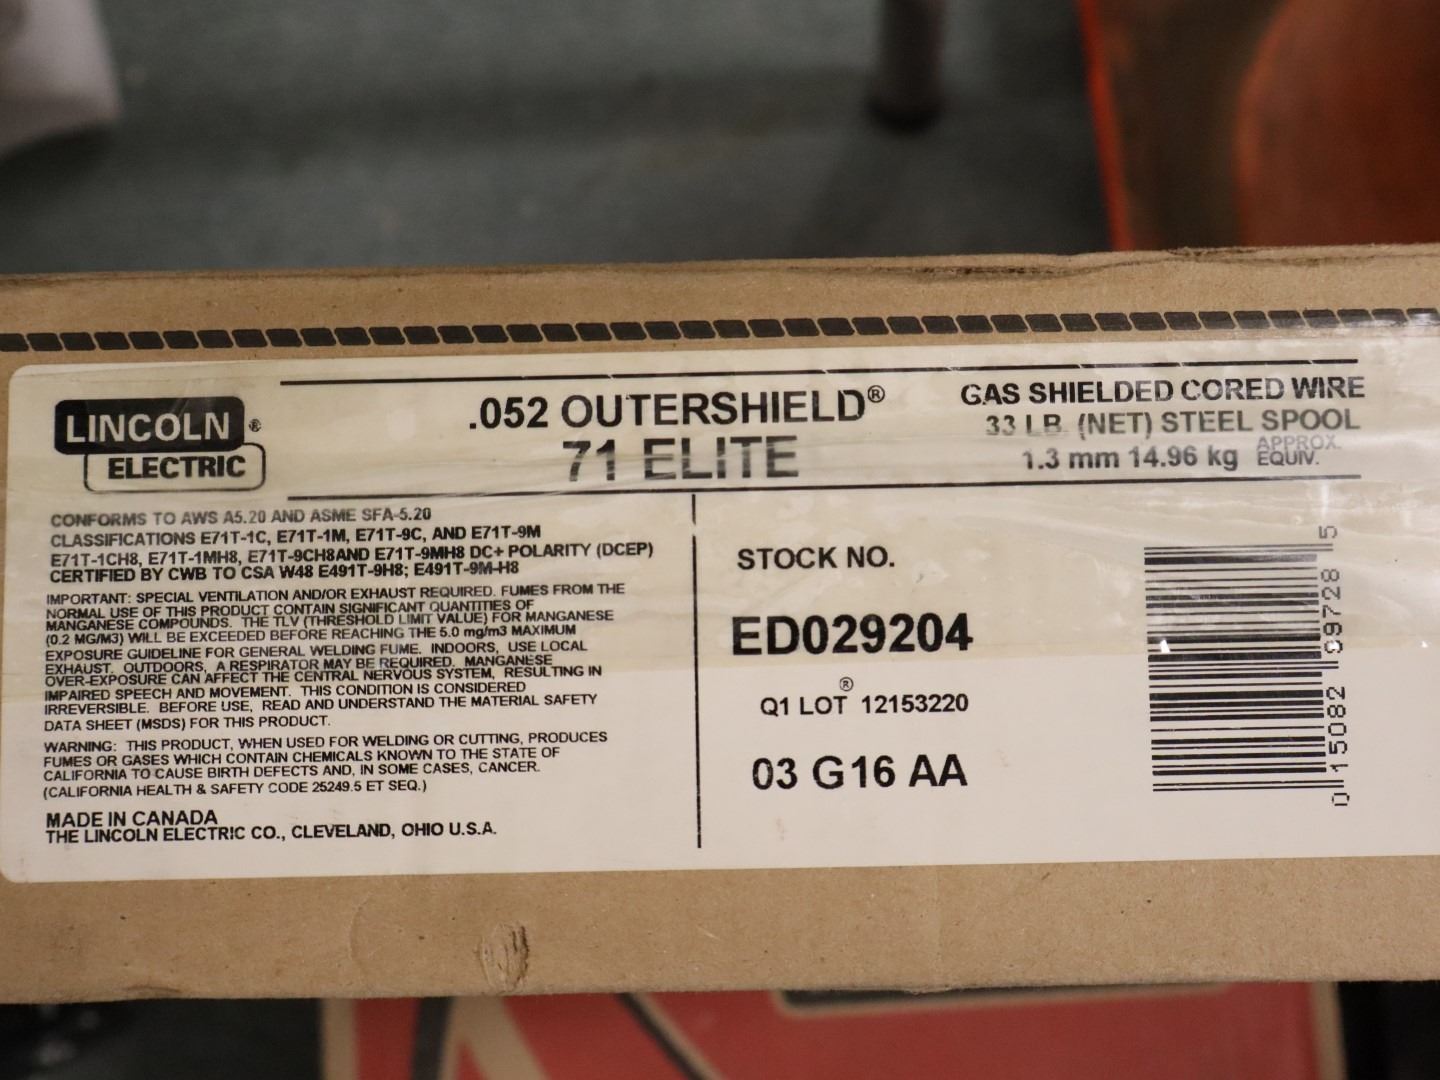 LINCOLN ®
ELECTRIC
.052 OUTERSHIELD®
71 ELITE
GAS SHIELDED CORED WIRE
33 LB. (NET) STEEL SPOOL
1.3 mm 14.96 kg APPROX. EQUIV.
CONFORMS TO AWS A5.20 AND ASME SFA-5.20
CLASSIFICATIONS E71T-1C, E71T-1M, E71T-9C, AND E71T-9M
E71T-1CH8, E71T-1MH8, E71T-9CH8AND E71T-9MH8 DC+ POLARITY (DCEP)
CERTIFIED BY CWB TO CSA W48 E491T-9H8; E491T-9M-H8
IMPORTANT: SPECIAL VENTILATION AND/OR EXHAUST REQUIRED. FUMES FROM THE
NORMAL USE OF THIS PRODUCT CONTAIN SIGNIFICANT QUANTITIES OF
MANGANESE COMPOUNDS. THE TLV (THRESHOLD LIMIT VALUE) FOR MANGANESE
(0.2 MG/M3) WILL BE EXCEEDED BEFORE REACHING THE 5.0 mg/m3 MAXIMUM
EXPOSURE GUIDELINE FOR GENERAL WELDING FUME. INDOORS, USE LOCAL
EXHAUST. OUTDOORS, A RESPIRATOR MAY BE REQUIRED. MANGANESE
OVER-EXPOSURE CAN AFFECT THE CENTRAL NERVOUS SYSTEM, RESULTING IN
IMPAIRED SPEECH AND MOVEMENT. THIS CONDITION IS CONSIDERED
IRREVERSIBLE. BEFORE USE, READ AND UNDERSTAND THE MATERIAL SAFETY
DATA SHEET (MSDS) FOR THIS PRODUCT.
WARNING: THIS PRODUCT, WHEN USED FOR WELDING OR CUTTING, PRODUCES
FUMES OR GASES WHICH CONTAIN CHEMICALS KNOWN TO THE STATE OF
CALIFORNIA TO CAUSE BIRTH DEFECTS AND, IN SOME CASES, CANCER.
(CALIFORNIA HEALTH & SAFETY CODE 25249.5 ET SEQ.)
MADE IN CANADA
THE LINCOLN ELECTRIC CO., CLEVELAND, OHIO U.S.A.
STOCK NO.
ED029204
Q1 LOT® 12153220
03 G16 AA
0 15082 09728 5